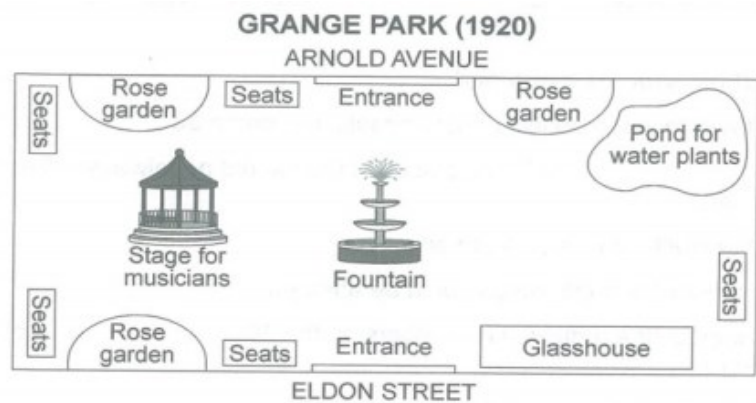 GRANGE PARK (1920)
ARNOLD AVENUE
Seats
Rose
garden
Seats
Entrance
Rose
garden
Pond for
water plants
Stage for
musicians
Fountain
Seats
Seats
Rose
garden
Seats
Entrance
Glasshouse
ELDON STREET